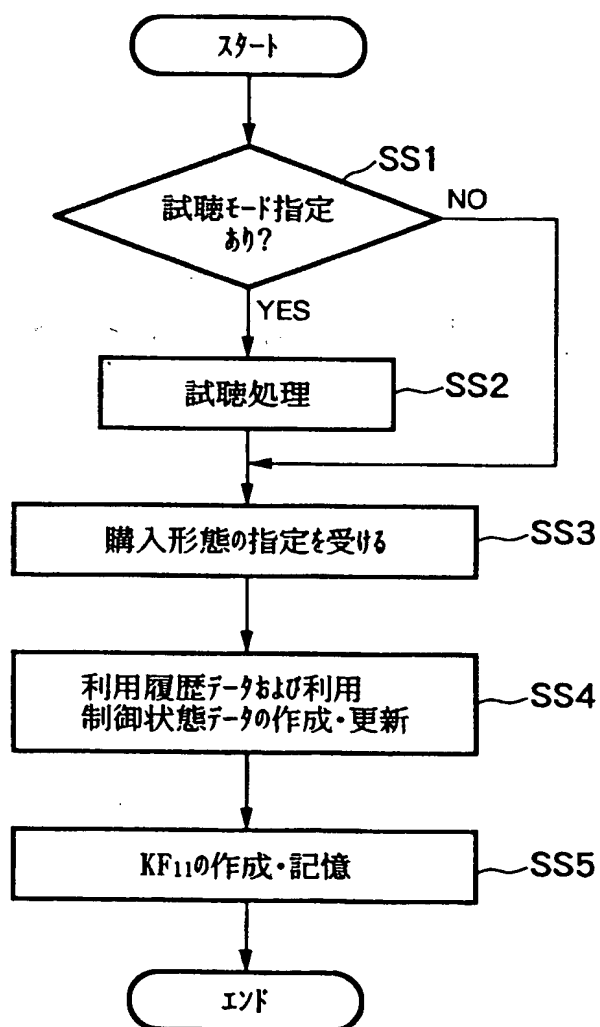 スタート
SS1
試聴モード指定
あり?
NO
YES
試聴処理
SS2
購入形態の指定を受ける
SS3
利用履歴データおよび利用
制御状態データの作成・更新
SS4
KF₁₁の作成・記憶
SS5
エンド